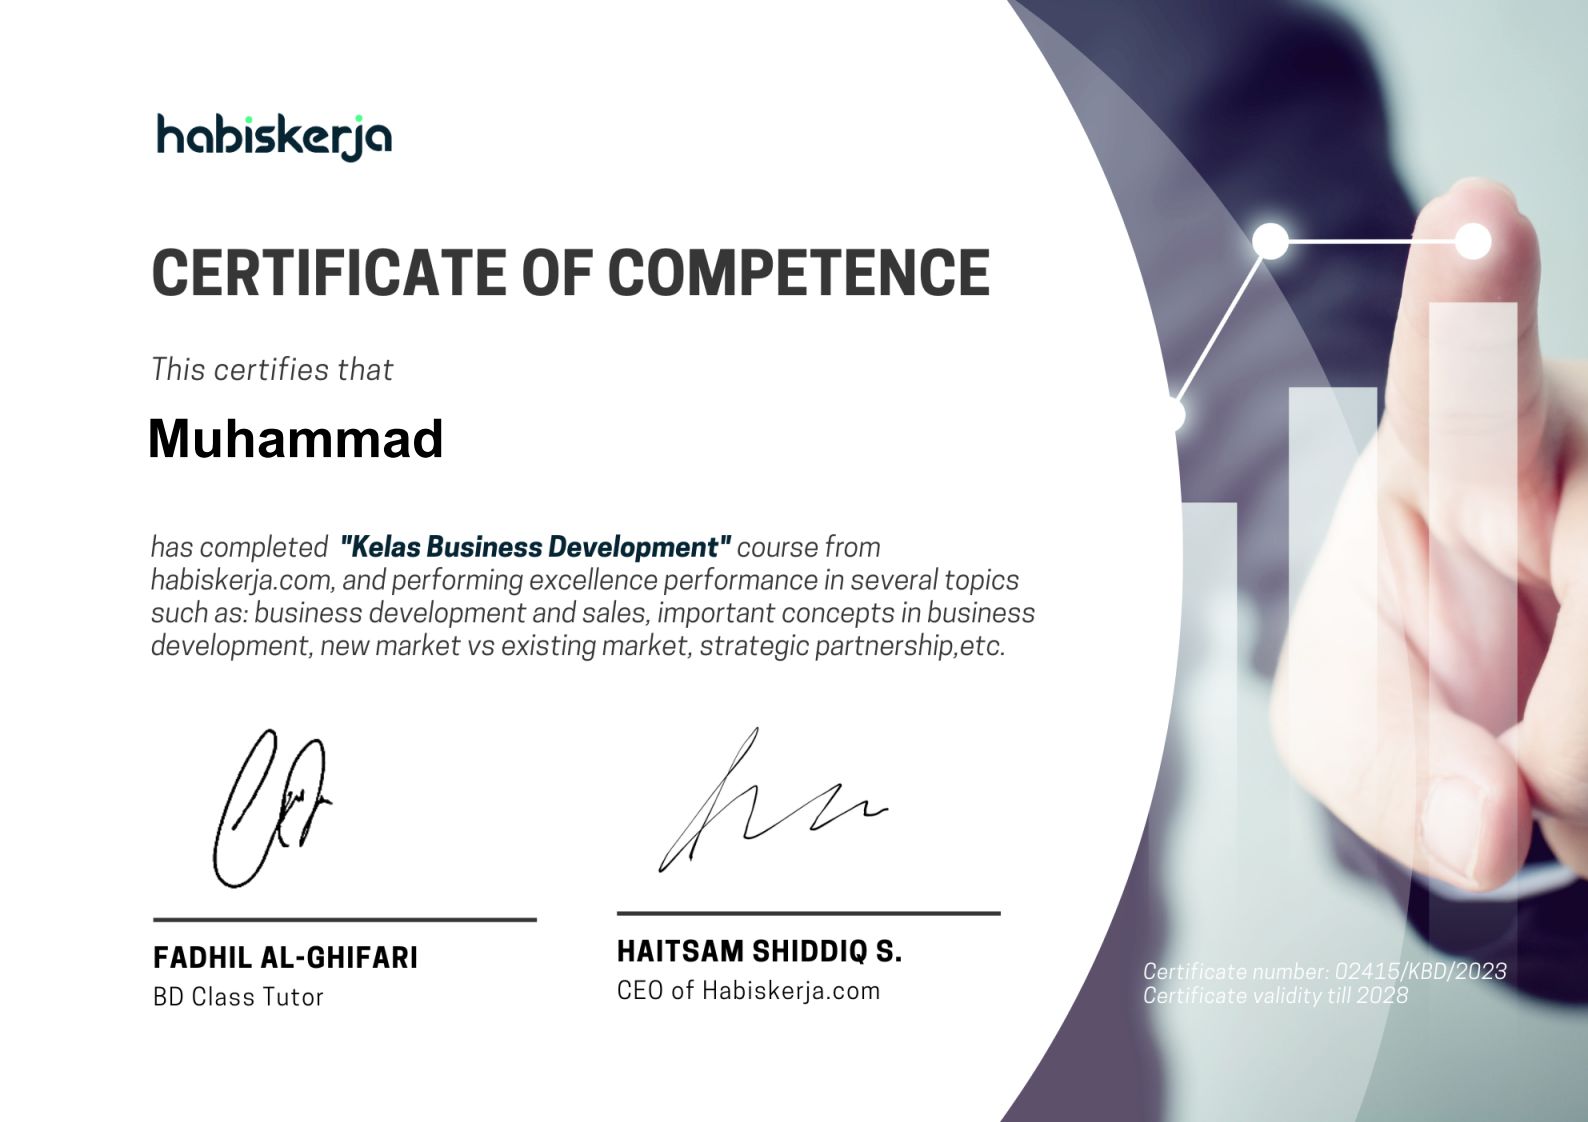 habiskerja
CERTIFICATE OF COMPETENCE
This certifies that
Muhammad
has completed "Kelas Business Development" course from
habiskerja.com, and performing excellence performance in several topics
such as: business development and sales, important concepts in business
development, new market vs existing market, strategic partnership,etc.
FADHIL AL-GHIFARI
BD Class Tutor
HAITSAM SHIDDIQ S.
CEO of Habiskerja.com
Certificate number: 02415/KBD/2023
Certificate validity till 2028